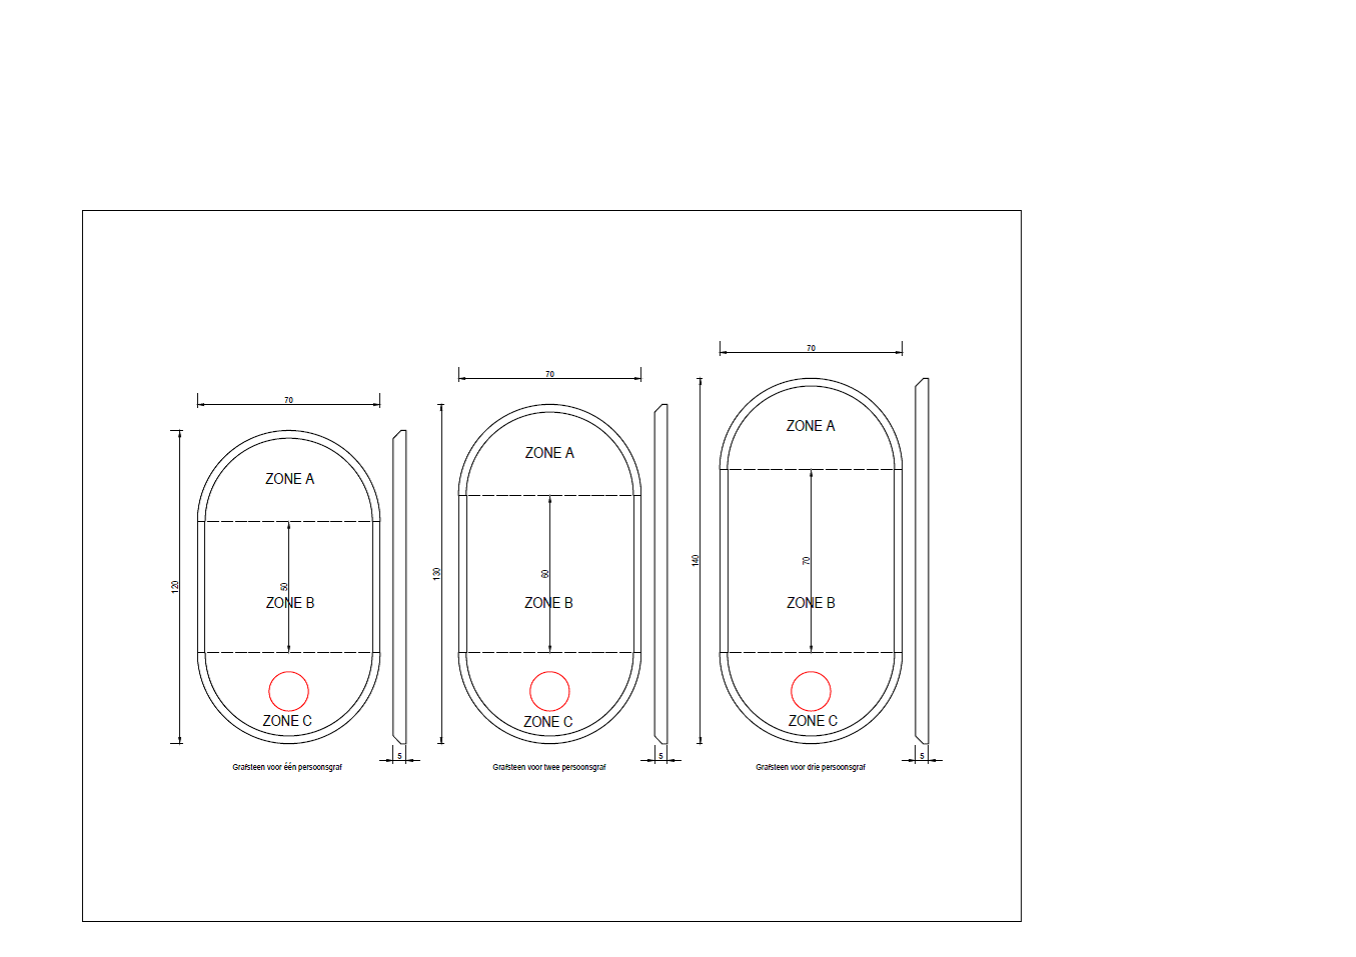 70
120
ZONE A
50
ZONE B
ZONE C
5
Grafsteen voor één persoonsgraf
70
130
ZONE A
60
ZONE B
ZONE C
5
Grafsteen voor twee persoonsgraf
70
140
ZONE A
70
ZONE B
ZONE C
5
Grafsteen voor drie persoonsgraf